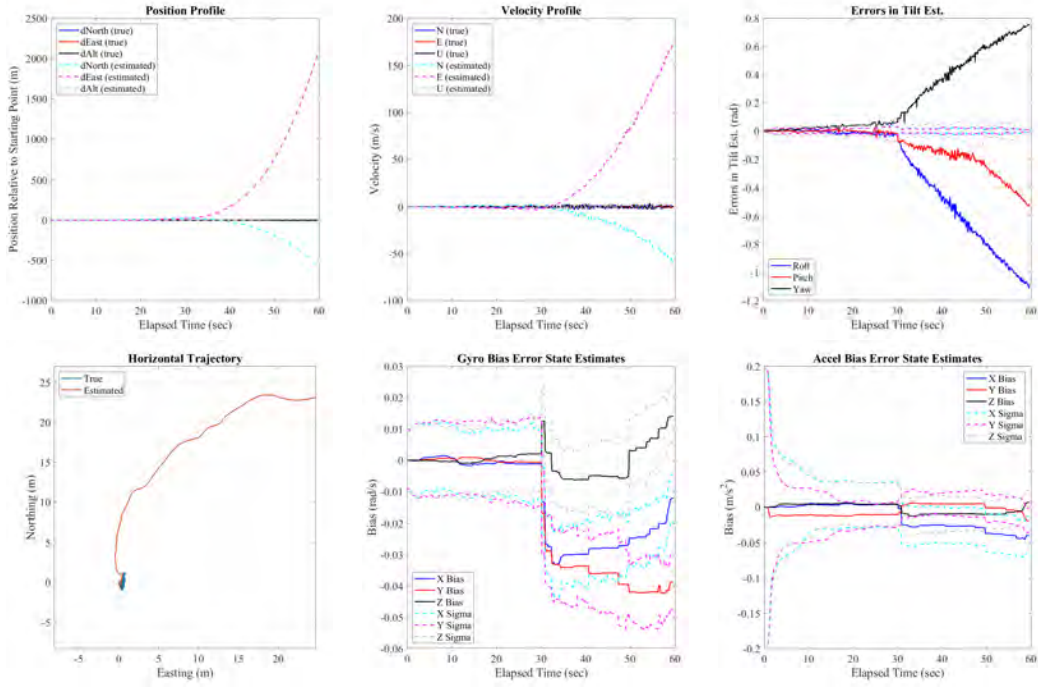 Position Profile
2500
2000
1500
1000
500
0
-500
-1000
0
10
20
30
40
50
60
Position Relative to Starting Point (m)
Elapsed Time (sec)
dNorth (true)
dEast (true)
dAlt (true)
dNorth (estimated)
dEast (estimated)
dAlt (estimated)
Velocity Profile
200
150
100
50
0
-50
-100
0
10
20
30
40
50
60
Velocity (m/s)
Elapsed Time (sec)
N (true)
E (true)
U (true)
N (estimated)
E (estimated)
U (estimated)
Errors in Tilt Est.
0.8
0.6
0.4
0.2
0
-0.2
-0.4
-0.6
-0.8
-1
-1.2
0
10
20
30
40
50
60
Errors in Tilt Est. (rad)
Elapsed Time (sec)
Roll
Pitch
Yaw
Horizontal Trajectory
25
20
15
10
5
0
-5
-5
0
5
10
15
20
Northing (m)
Easting (m)
True
Estimated
Gyro Bias Error State Estimates
0.03
0.02
0.01
0
-0.01
-0.02
-0.03
-0.04
-0.05
-0.06
0
10
20
30
40
50
60
Bias (rad/s)
Elapsed Time (sec)
X Bias
Y Bias
Z Bias
X Sigma
Y Sigma
Z Sigma
Accel Bias Error State Estimates
0.2
0.15
0.1
0.05
0
-0.05
-0.1
-0.15
-0.2
0
10
20
30
40
50
60
Bias (m/s²)
Elapsed Time (sec)
X Bias
Y Bias
Z Bias
X Sigma
Y Sigma
Z Sigma